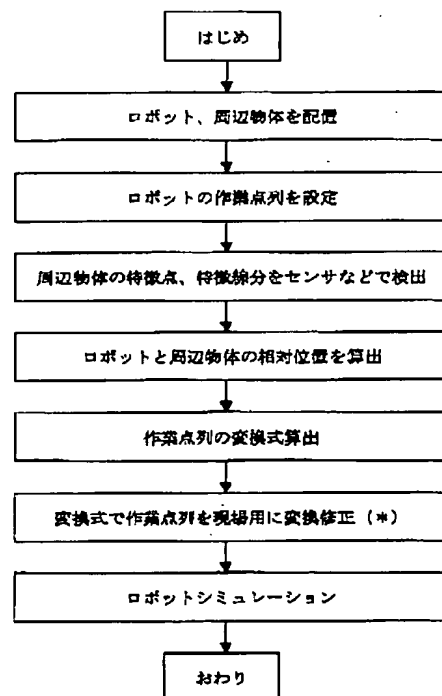 はじめ
ロボット、周辺物体を配置
ロボットの作業点列を設定
周辺物体の特徴点、特徴線分をセンサなどで検出
ロボットと周辺物体の相対位置を算出
作業点列の変換式算出
変換式で作業点列を現場用に変換修正（＊）
ロボットシミュレーション
おわり